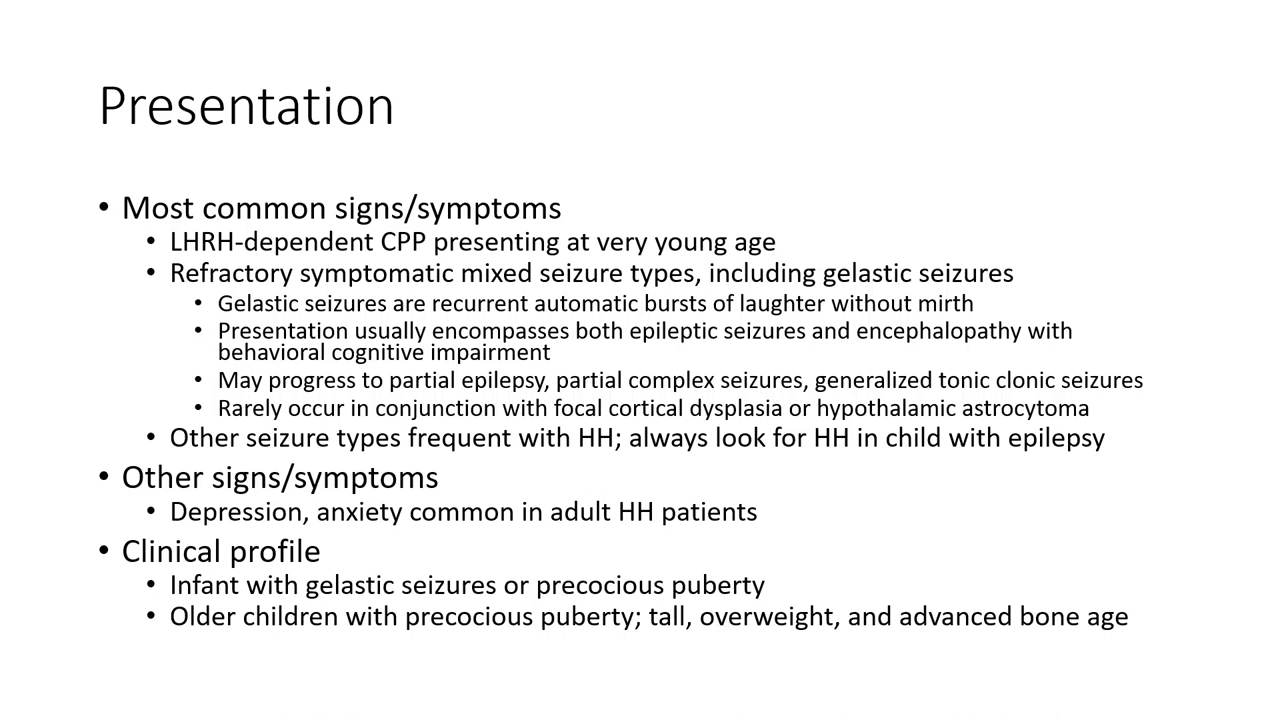 Presentation
• Most common signs/symptoms
• LHRH-dependent CPP presenting at very young age
• Refractory symptomatic mixed seizure types, including gelastic seizures
• Gelastic seizures are recurrent automatic bursts of laughter without mirth
• Presentation usually encompasses both epileptic seizures and encephalopathy with
behavioral cognitive impairment
• May progress to partial epilepsy, partial complex seizures, generalized tonic clonic seizures
• Rarely occur in conjunction with focal cortical dysplasia or hypothalamic astrocytoma
• Other seizure types frequent with HH; always look for HH in child with epilepsy
• Other signs/symptoms
• Depression, anxiety common in adult HH patients
• Clinical profile
• Infant with gelastic seizures or precocious puberty
• Older children with precocious puberty; tall, overweight, and advanced bone age